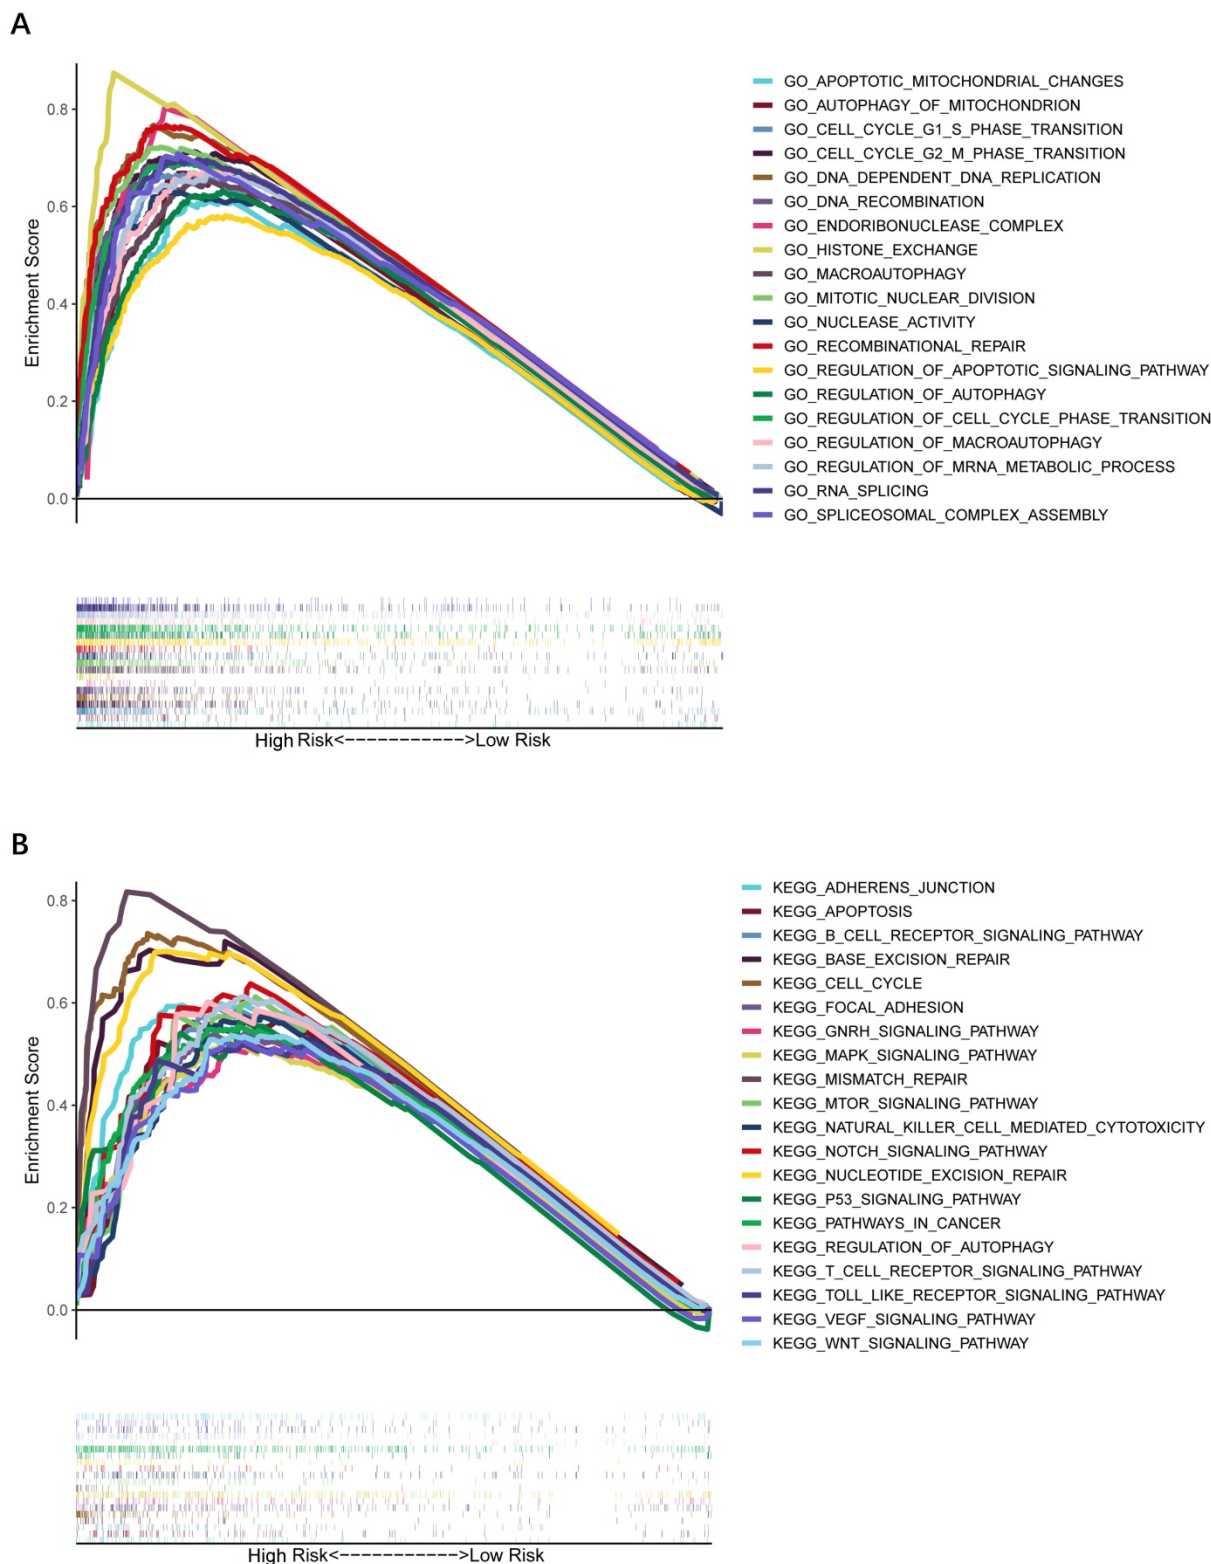 A
Enrichment Score
0.8
0.6
0.4
0.2
0.0
GO_APOPTOTIC_MITOCHONDRIAL_CHANGES
GO_AUTOPHAGY_OF_MITOCHONDRION
GO_CELL_CYCLE_G1_S_PHASE_TRANSITION
GO_CELL_CYCLE_G2_M_PHASE_TRANSITION
GO_DNA_DEPENDENT_DNA_REPLICATION
GO_DNA_RECOMBINATION
GO_ENDORIBONUCLEASE_COMPLEX
GO_HISTONE_EXCHANGE
GO_MACROAUTOPHAGY
GO_MITOTIC_NUCLEAR_DIVISION
GO_NUCLEASE_ACTIVITY
GO_RECOMBINATIONAL_REPAIR
GO_REGULATION_OF_APOPTOTIC_SIGNALING_PATHWAY
GO_REGULATION_OF_AUTOPHAGY
GO_REGULATION_OF_CELL_CYCLE_PHASE_TRANSITION
GO_REGULATION_OF_MACROAUTOPHAGY
GO_REGULATION_OF_MRNA_METABOLIC_PROCESS
GO_RNA_SPLICING
GO_SPLICEOSOMAL_COMPLEX_ASSEMBLY
High Risk<----------->Low Risk
B
Enrichment Score
0.8
0.6
0.4
0.2
0.0
KEGG_ADHERENS_JUNCTION
KEGG_APOPTOSIS
KEGG_B_CELL_RECEPTOR_SIGNALING_PATHWAY
KEGG_BASE_EXCISION_REPAIR
KEGG_CELL_CYCLE
KEGG_FOCAL_ADHESION
KEGG_GNRH_SIGNALING_PATHWAY
KEGG_MAPK_SIGNALING_PATHWAY
KEGG_MISMATCH_REPAIR
KEGG_MTOR_SIGNALING_PATHWAY
KEGG_NATURAL_KILLER_CELL_MEDIATED_CYTOTOXICITY
KEGG_NOTCH_SIGNALING_PATHWAY
KEGG_NUCLEOTIDE_EXCISION_REPAIR
KEGG_P53_SIGNALING_PATHWAY
KEGG_PATHWAYS_IN_CANCER
KEGG_REGULATION_OF_AUTOPHAGY
KEGG_T_CELL_RECEPTOR_SIGNALING_PATHWAY
KEGG_TOLL_LIKE_RECEPTOR_SIGNALING_PATHWAY
KEGG_VEGF_SIGNALING_PATHWAY
KEGG_WNT_SIGNALING_PATHWAY
High Risk<----------->Low Risk